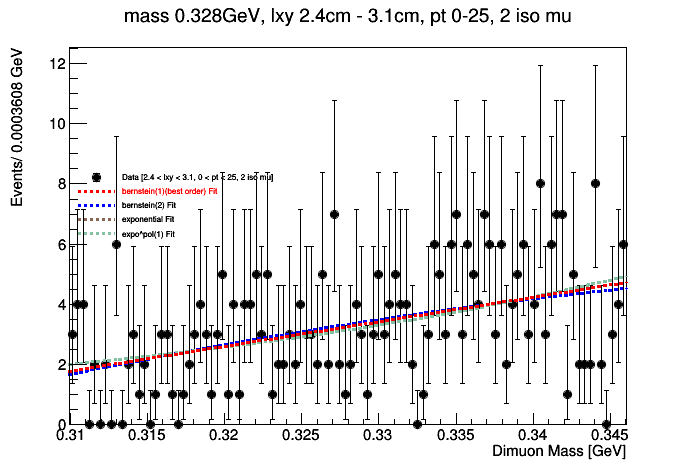 mass 0.328GeV, lxy 2.4cm - 3.1cm, pt 0-25, 2 iso mu
Events/ 0.0003608 GeV
12
10
8
6
4
2
0
Data [2.4 < lxy < 3.1, 0 < pt < 25, 2 iso mu]
bernstein(1)(best order) Fit
bernstein(2) Fit
exponential Fit
expo*pol(1) Fit
0.31 0.315 0.32 0.325 0.33 0.335 0.34 0.345
Dimuon Mass [GeV]